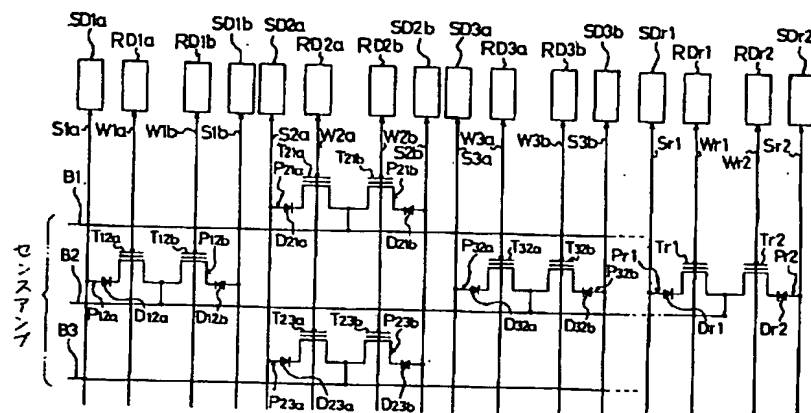 SD1a SD1b SD2a SD2b SD3a SD3b SDr1 SDr2
RD1a RD1b RD2a RD2b RD3a RD3b RDr1 RDr2
S1a W1a W1b S1b S2a W2a W2b S2b W3a S3a W3b S3b Sr1 Wr1 Wr2 Sr2
T21a T21b
P21a P21b
B1
D21a D21b
T12a T12b P12b P32a T32a T32b P32b Pr1 Tr1 Tr2 Pr2
B2
P12a D12a D12b D32a D32b Dr1 Dr2
T23a T23b P23b
B3
P23a D23a D23b
センスアンプ